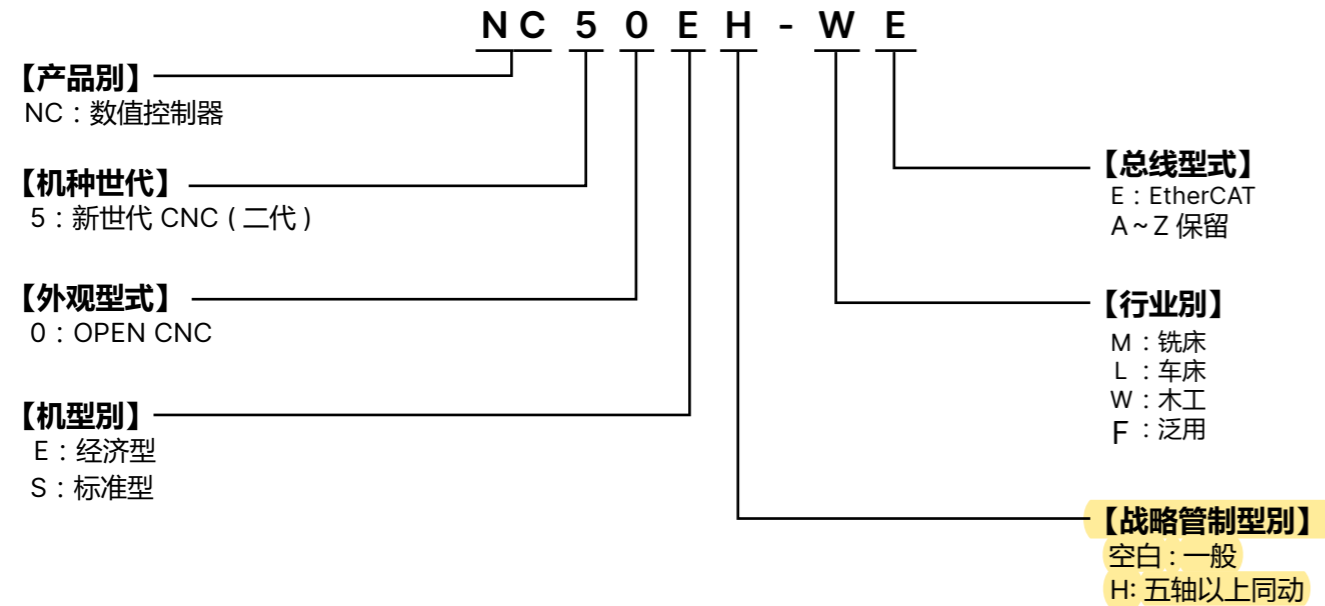 NC50EH-WE
【产品别】
NC：数值控制器
【机种世代】
5：新世代 CNC ( 二代 )
【外观型式】
0：OPEN CNC
【机型别】
E：经济型
S：标准型
【总线型式】
E：EtherCAT
A~Z 保留
【行业别】
M：铣床
L：车床
W：木工
F：泛用
【战略管制型别】
空白：一般
H: 五轴以上同动